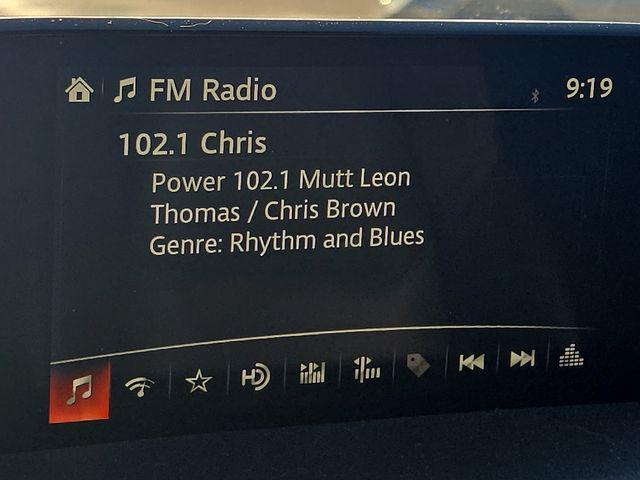 FM Radio
9:19
102.1 Chris
Power 102.1 Mutt Leon
Thomas / Chris Brown
Genre: Rhythm and Blues
HD